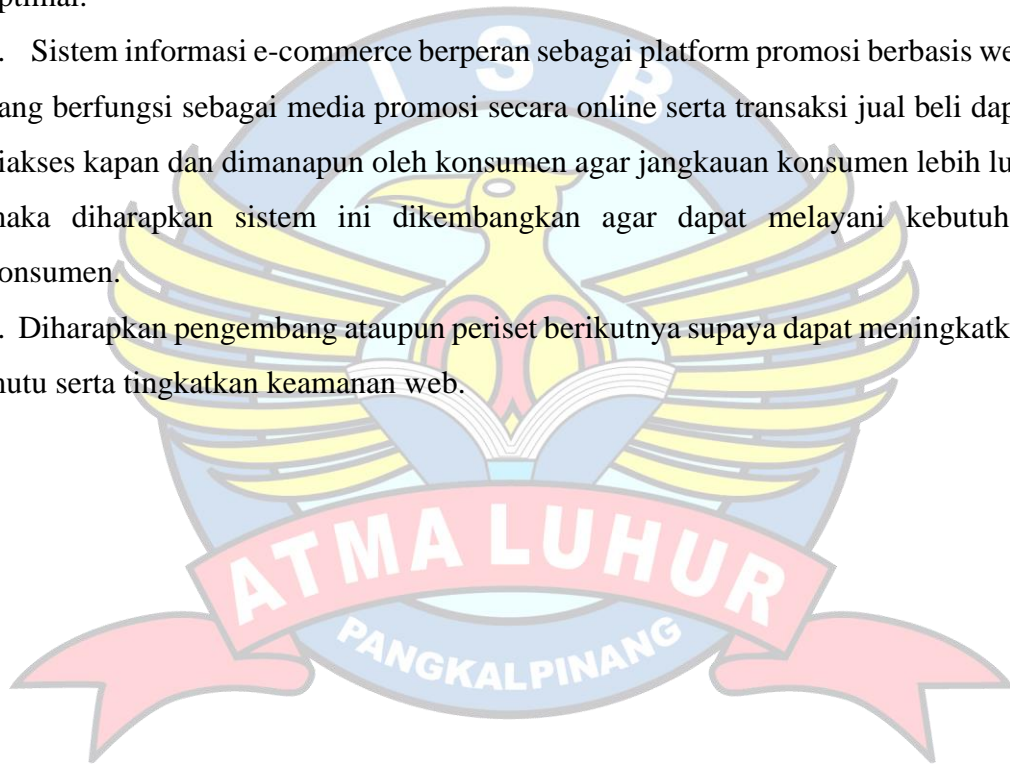 ptimal.
. Sistem informasi e-commerce berperan sebagai platform promosi berbasis we
ang berfungsi sebagai media promosi secara online serta transaksi jual beli dap
iakses kapan dan dimanapun oleh konsumen agar jangkauan konsumen lebih lu
naka diharapkan sistem ini dikembangkan agar dapat melayani kebutuh
onsumen.
. Diharapkan pengembang ataupun periset berikutnya supaya dapat meningkatk
nutu serta tingkatkan keamanan web.
I S B
ATMA LUHUR
PANGKALPINANG